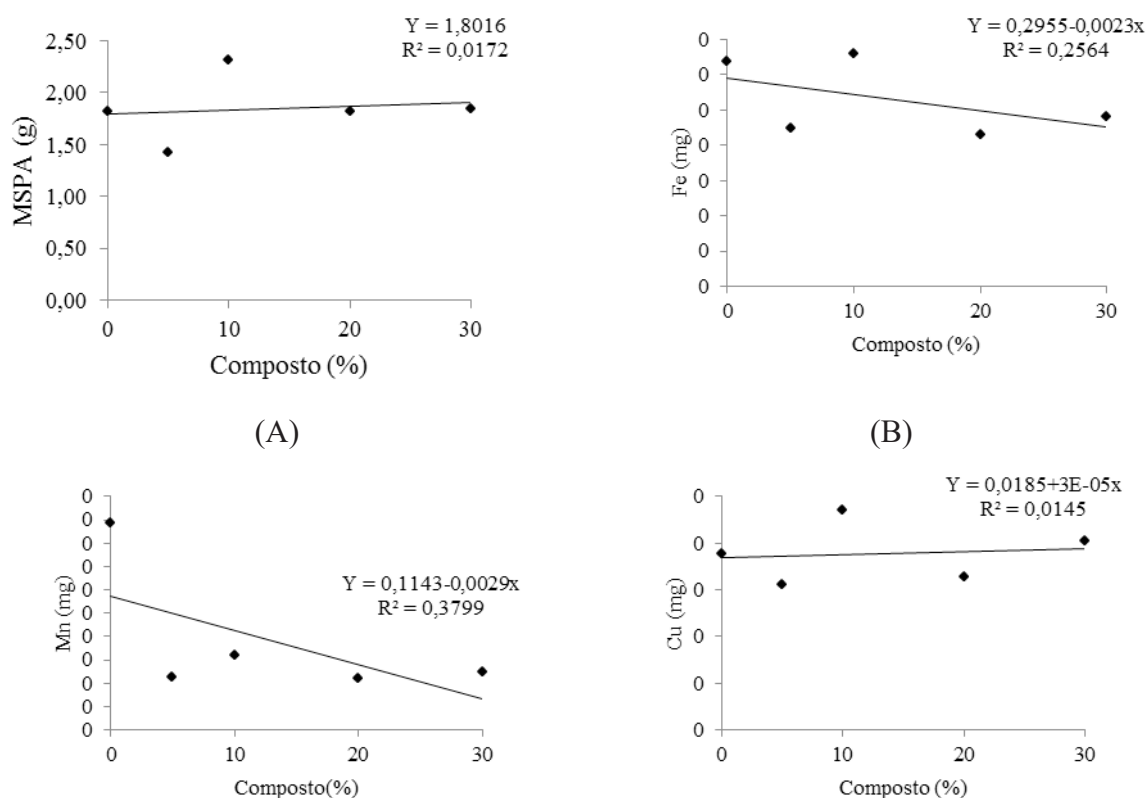 Y = 1,8016
R² = 0,0172
2,50
2,00
1,50
1,00
0,50
0,00
MSPA (g)
0 10 20 30
Composto (%)
(A)
Y = 0,2955-0,0023x
R² = 0,2564
0
0
0
0
0
0
0
0
Fe (mg)
0 10 20 30
Composto (%)
(B)
Y = 0,1143-0,0029x
R² = 0,3799
0
0
0
0
0
0
0
0
0
0
0
Mn (mg)
0 10 20 30
Composto(%)
Y = 0,0185+3E-05x
R² = 0,0145
0
0
0
0
0
0
Cu (mg)
0 10 20 30
Composto (%)